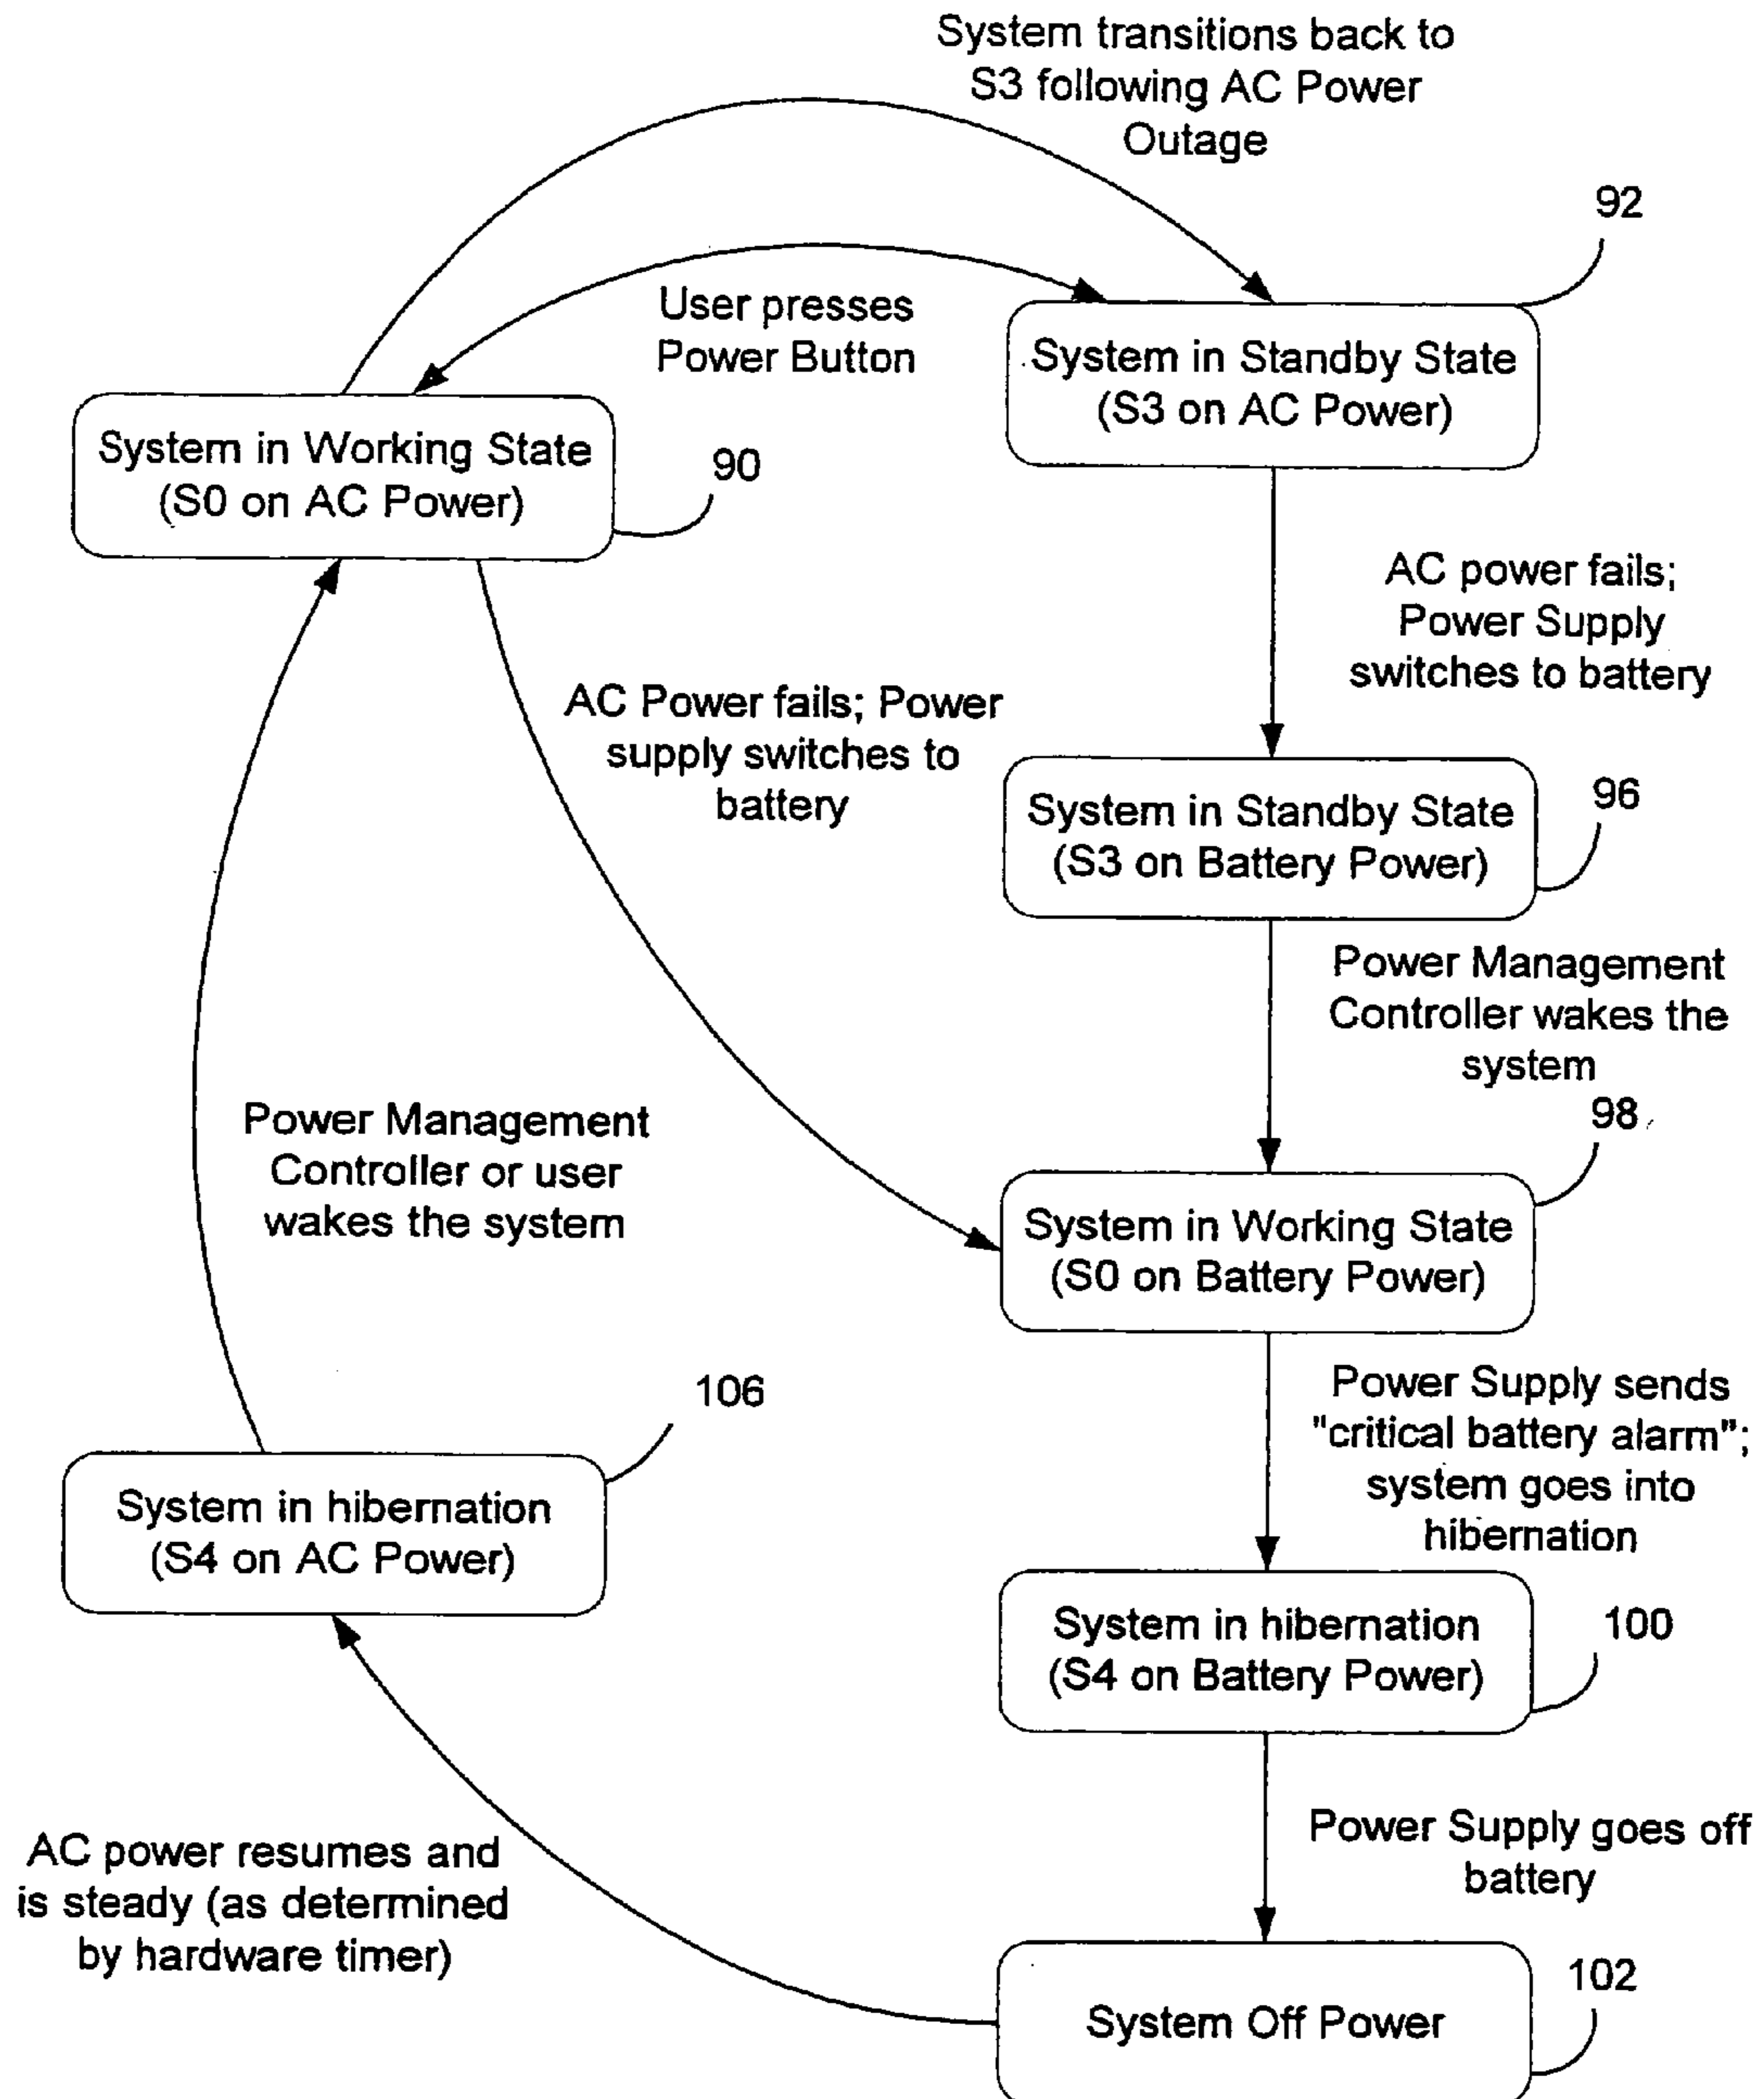 System transitions back to
S3 following AC Power
Outage
92
User presses
Power Button
System in Standby State
(S3 on AC Power)
System in Working State
(S0 on AC Power)
90
AC power fails;
Power Supply
switches to battery
AC Power fails; Power
supply switches to
battery
System in Standby State
(S3 on Battery Power)
96
Power Management
Controller wakes the
system
98
Power Management
Controller or user
wakes the system
System in Working State
(S0 on Battery Power)
Power Supply sends
"critical battery alarm";
system goes into
hibernation
106
System in hibernation
(S4 on AC Power)
System in hibernation
(S4 on Battery Power)
100
Power Supply goes off
battery
AC power resumes and
is steady (as determined
by hardware timer)
System Off Power
102